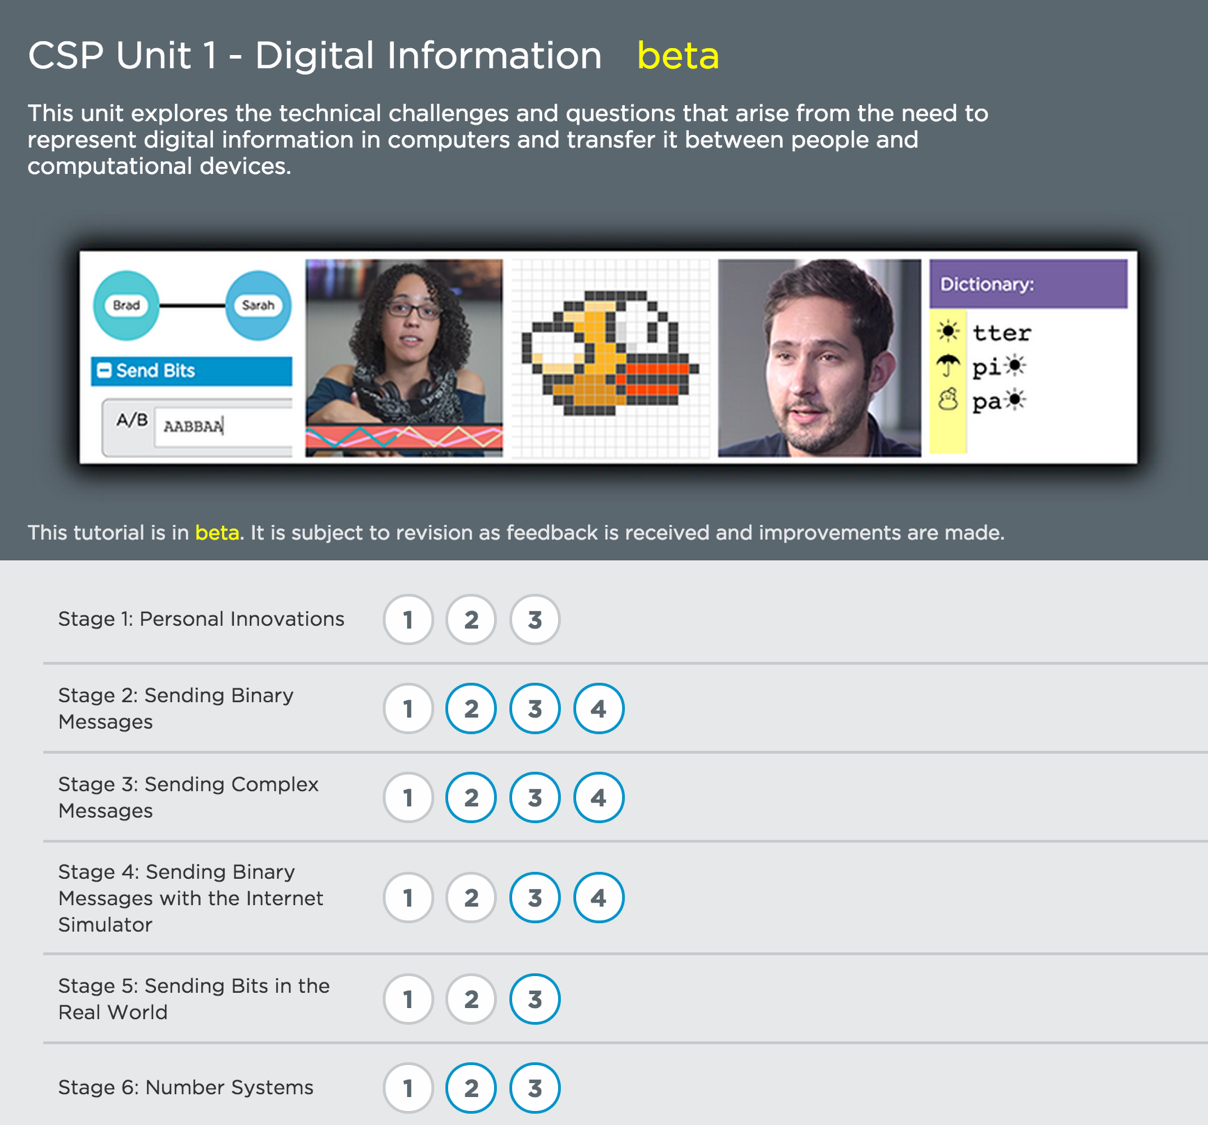 CSP Unit 1 - Digital Information beta
This unit explores the technical challenges and questions that arise from the need to
represent digital information in computers and transfer it between people and
computational devices.
Brad
Sarah
Send Bits
A/B AABBAA
Dictionary:
☀ tter
☂ pi☀
☃ pa☀
This tutorial is in beta. It is subject to revision as feedback is received and improvements are made.
Stage 1: Personal Innovations 1 2 3
Stage 2: Sending Binary
Messages
1 2 3 4
Stage 3: Sending Complex
Messages
1 2 3 4
Stage 4: Sending Binary
Messages with the Internet
Simulator
1 2 3 4
Stage 5: Sending Bits in the
Real World
1 2 3
Stage 6: Number Systems 1 2 3